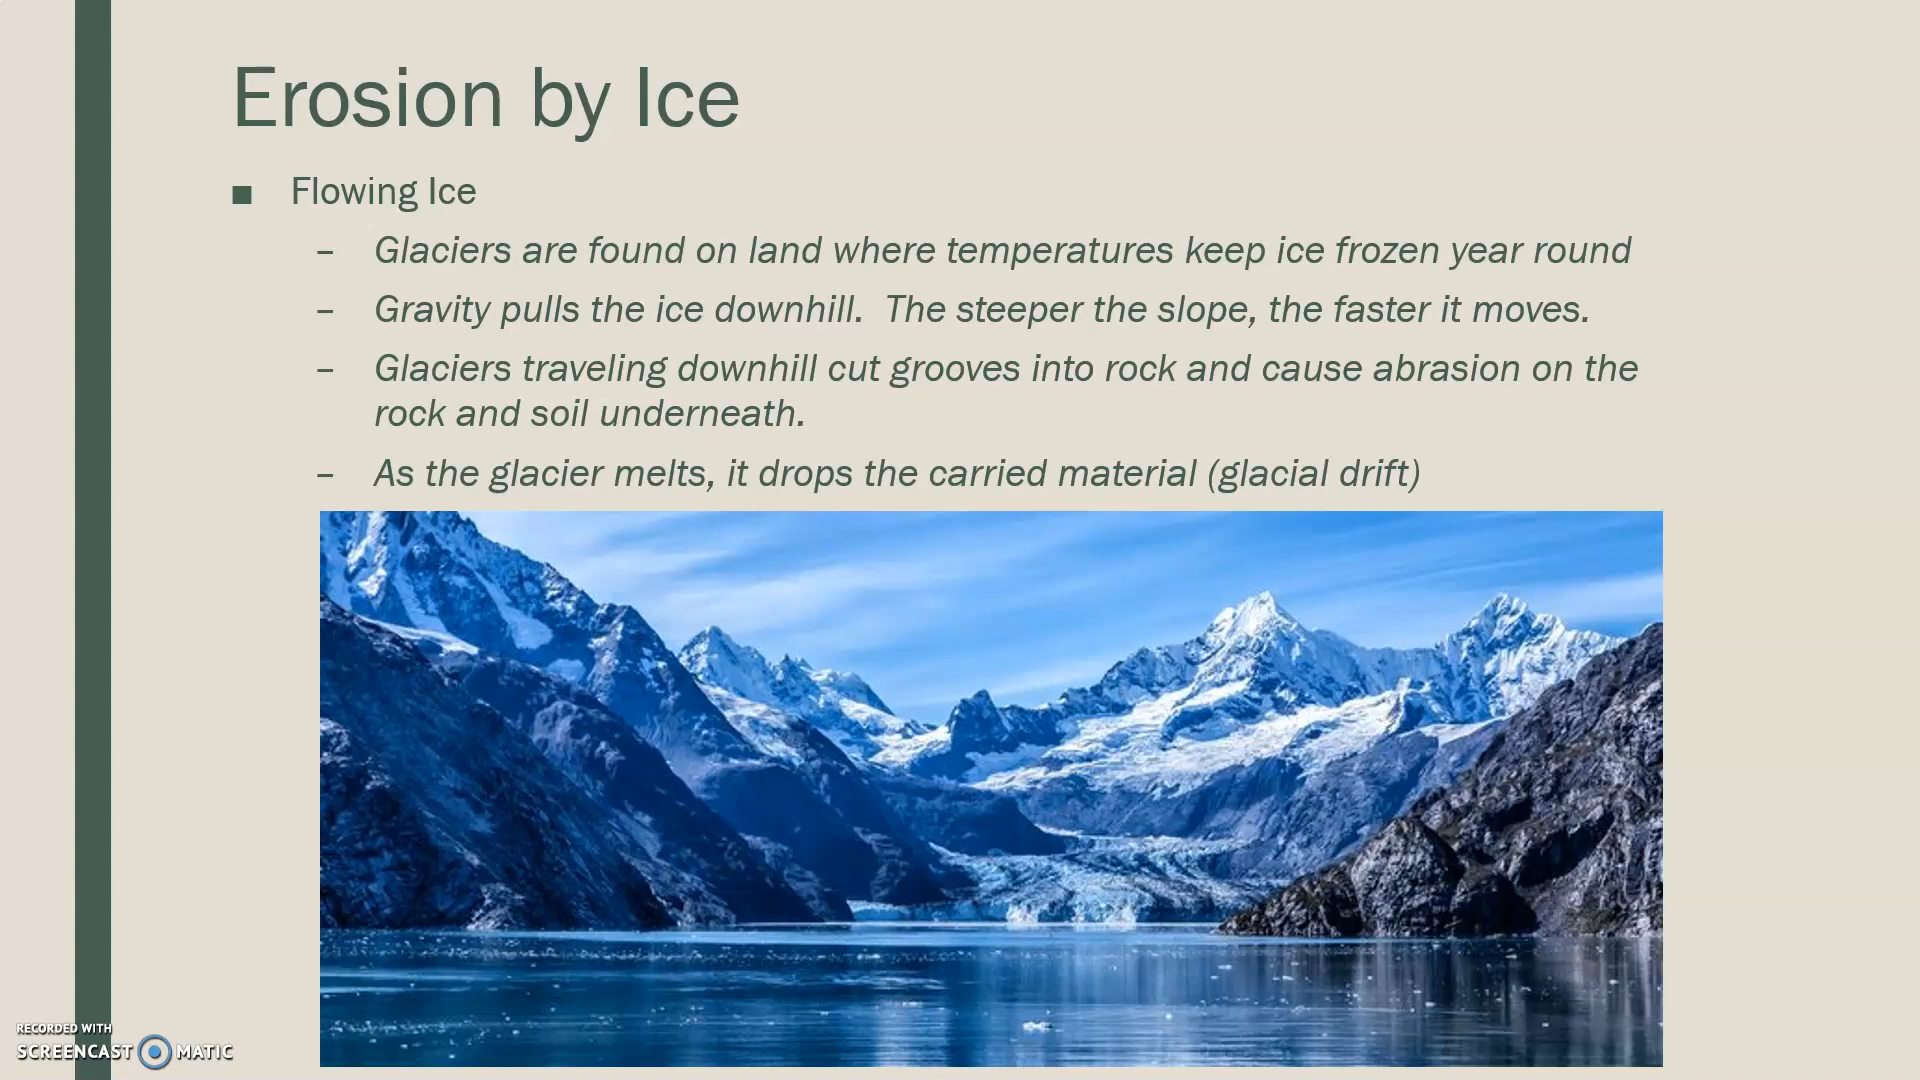 Erosion by Ice
■ Flowing Ice
– Glaciers are found on land where temperatures keep ice frozen year round
– Gravity pulls the ice downhill.  The steeper the slope, the faster it moves.
– Glaciers traveling downhill cut grooves into rock and cause abrasion on the
rock and soil underneath.
– As the glacier melts, it drops the carried material (glacial drift)
RECORDED WITH
SCREENCAST MATIC